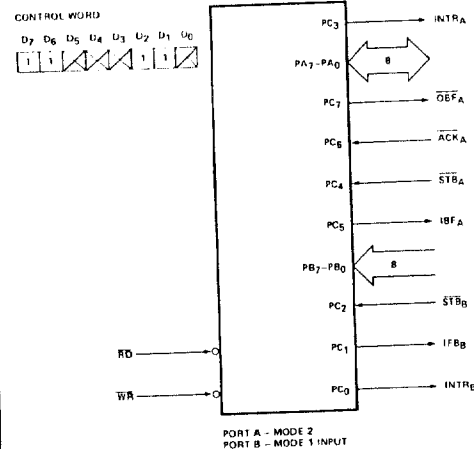 CONTROL WORD
D7 D6 D5 D4 D3 D2 D1 D0
1 1 1 1
PC3 INTRA
PA7-PA0 8
PC7 OBFA
PC6 ACKA
PC4 STBA
PC5 IBFA
PB7-PB0 8
PC2 STBB
PC1 IFBB
PC0 INTRB
RD
WR
PORT A - MODE 2
PORT B - MODE 1 INPUT